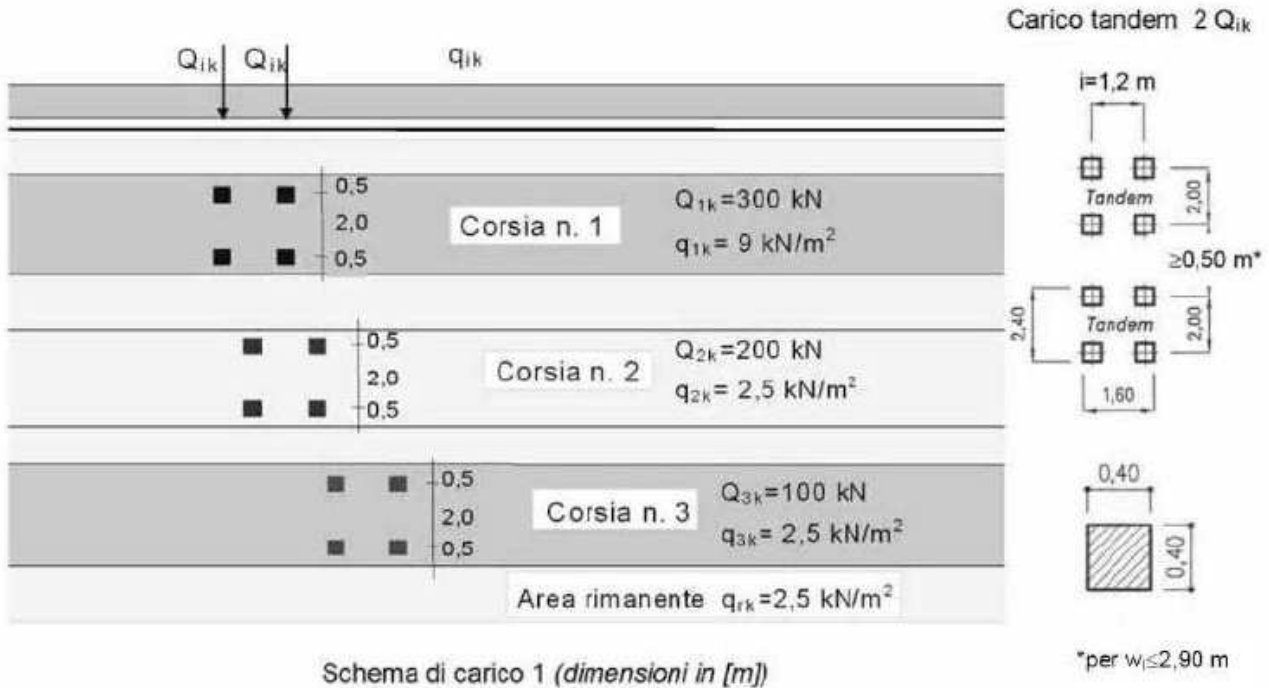 Carico tandem 2 Qik
Qik Qik qik
i=1,2 m
0,5
2,0
0,5
Corsia n. 1
Q1k=300 kN
q1k= 9 kN/m²
Tandem
2,00
≥0,50 m*
0,5
2,0
0,5
Corsia n. 2
Q2k=200 kN
q2k= 2,5 kN/m²
2,40
Tandem
2,00
1,60
0,5
2,0
0,5
Corsia n. 3
Q3k=100 kN
q3k= 2,5 kN/m²
0,40
0,40
Area rimanente qrk=2,5 kN/m²
Schema di carico 1 (dimensioni in [m])
*per wl≤2,90 m